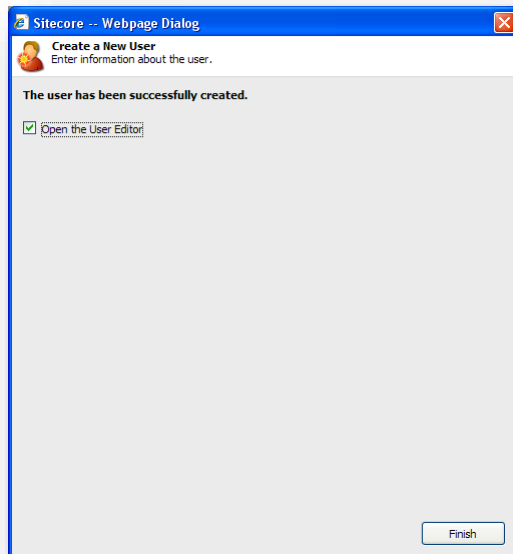 Sitecore -- Webpage Dialog
Create a New User
Enter information about the user.
The user has been successfully created.
Open the User Editor
Finish